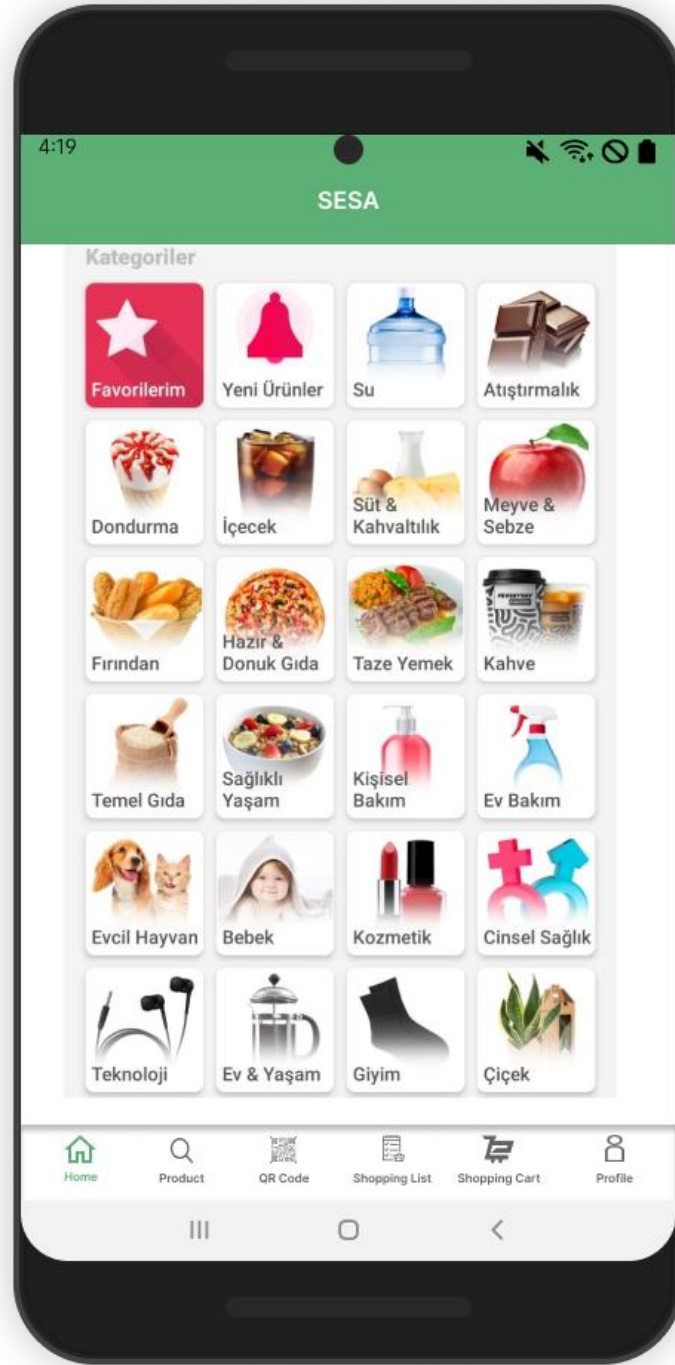 4:19
SESA
Kategoriler
Favorilerim
Yeni Ürünler
Su
Atıştırmalık
Dondurma
İçecek
Süt &
Kahvaltılık
Meyve &
Sebze
Fırından
Hazır &
Donuk Gıda
Taze Yemek
Kahve
Temel Gıda
Sağlıklı
Yaşam
Kişisel
Bakım
Ev Bakım
Evcil Hayvan
Bebek
Kozmetik
Cinsel Sağlık
Teknoloji
Ev & Yaşam
Giyim
Çiçek
Home
Product
QR Code
Shopping List
Shopping Cart
Profile